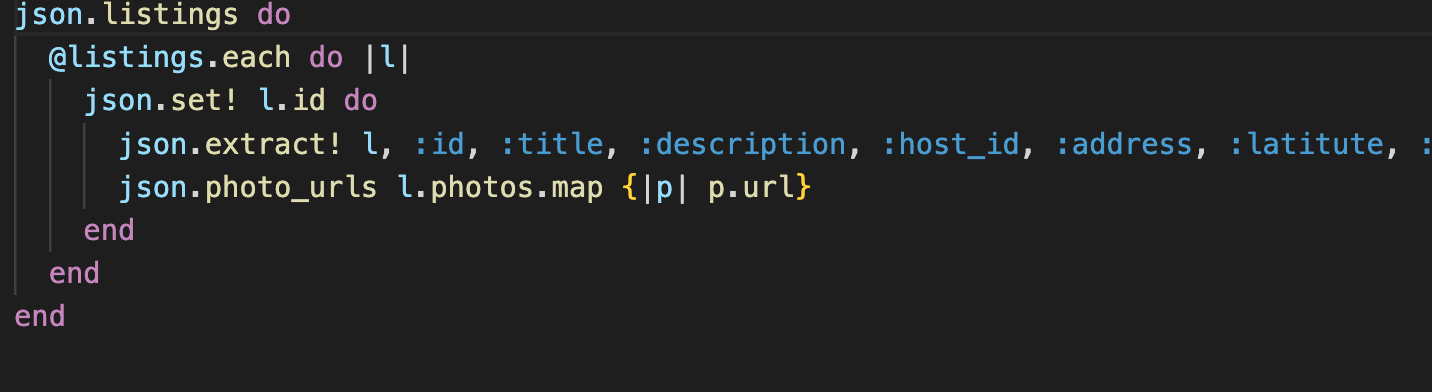 json.listings do
  @listings.each do |l|
    json.set! l.id do
      json.extract! l, :id, :title, :description, :host_id, :address, :latitute, :
      json.photo_urls l.photos.map {|p| p.url}
    end
  end
end